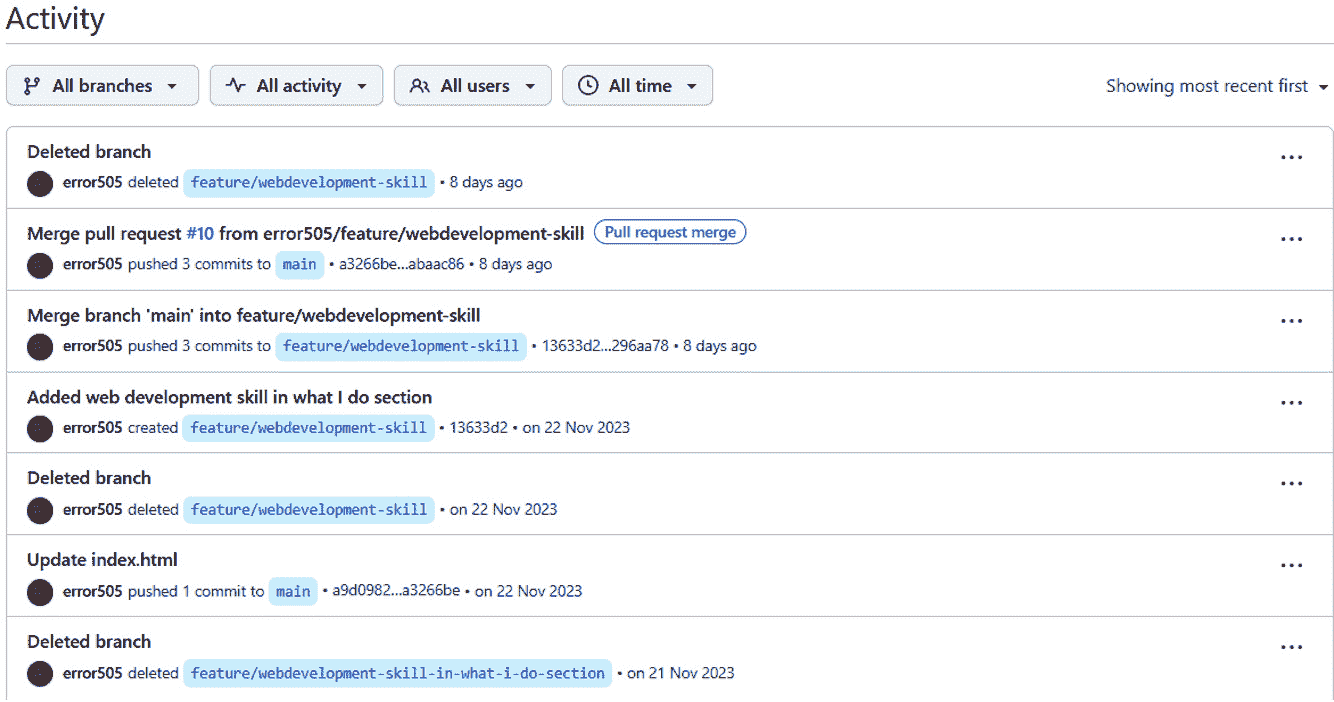 Activity
All branches All activity All users All time Showing most recent first
Deleted branch
error505 deleted feature/webdevelopment-skill • 8 days ago
Merge pull request #10 from error505/feature/webdevelopment-skill Pull request merge
error505 pushed 3 commits to main • a3266be...abaac86 • 8 days ago
Merge branch 'main' into feature/webdevelopment-skill
error505 pushed 3 commits to feature/webdevelopment-skill • 13633d2...296aa78 • 8 days ago
Added web development skill in what I do section
error505 created feature/webdevelopment-skill • 13633d2 • on 22 Nov 2023
Deleted branch
error505 deleted feature/webdevelopment-skill • on 22 Nov 2023
Update index.html
error505 pushed 1 commit to main • a9d0982...a3266be • on 22 Nov 2023
Deleted branch
error505 deleted feature/webdevelopment-skill-in-what-i-do-section • on 21 Nov 2023